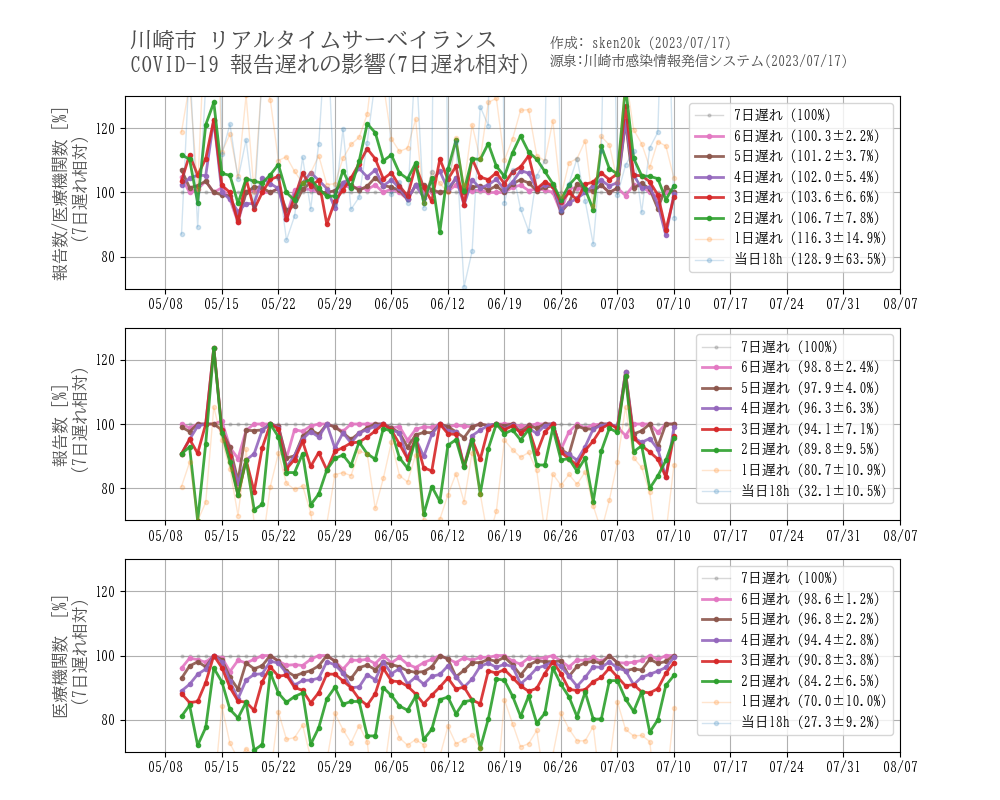 川崎市 リアルタイムサーベイランス
COVID-19 報告遅れの影響(7日遅れ相対)
作成: sken20k (2023/07/17)
源泉:川崎市感染情報発信システム(2023/07/17)
報告数/医療機関数 [%]
(7日遅れ相対)
120
100
80
7日遅れ (100%)
6日遅れ (100.3±2.2%)
5日遅れ (101.2±3.7%)
4日遅れ (102.0±5.4%)
3日遅れ (103.6±6.6%)
2日遅れ (106.7±7.8%)
1日遅れ (116.3±14.9%)
当日18h (128.9±63.5%)
05/08 05/15 05/22 05/29 06/05 06/12 06/19 06/26 07/03 07/10 07/17 07/24 07/31 08/07
報告数 [%]
(7日遅れ相対)
120
100
80
7日遅れ (100%)
6日遅れ (98.8±2.4%)
5日遅れ (97.9±4.0%)
4日遅れ (96.3±6.3%)
3日遅れ (94.1±7.1%)
2日遅れ (89.8±9.5%)
1日遅れ (80.7±10.9%)
当日18h (32.1±10.5%)
05/08 05/15 05/22 05/29 06/05 06/12 06/19 06/26 07/03 07/10 07/17 07/24 07/31 08/07
医療機関数 [%]
(7日遅れ相対)
120
100
80
7日遅れ (100%)
6日遅れ (98.6±1.2%)
5日遅れ (96.8±2.2%)
4日遅れ (94.4±2.8%)
3日遅れ (90.8±3.8%)
2日遅れ (84.2±6.5%)
1日遅れ (70.0±10.0%)
当日18h (27.3±9.2%)
05/08 05/15 05/22 05/29 06/05 06/12 06/19 06/26 07/03 07/10 07/17 07/24 07/31 08/07